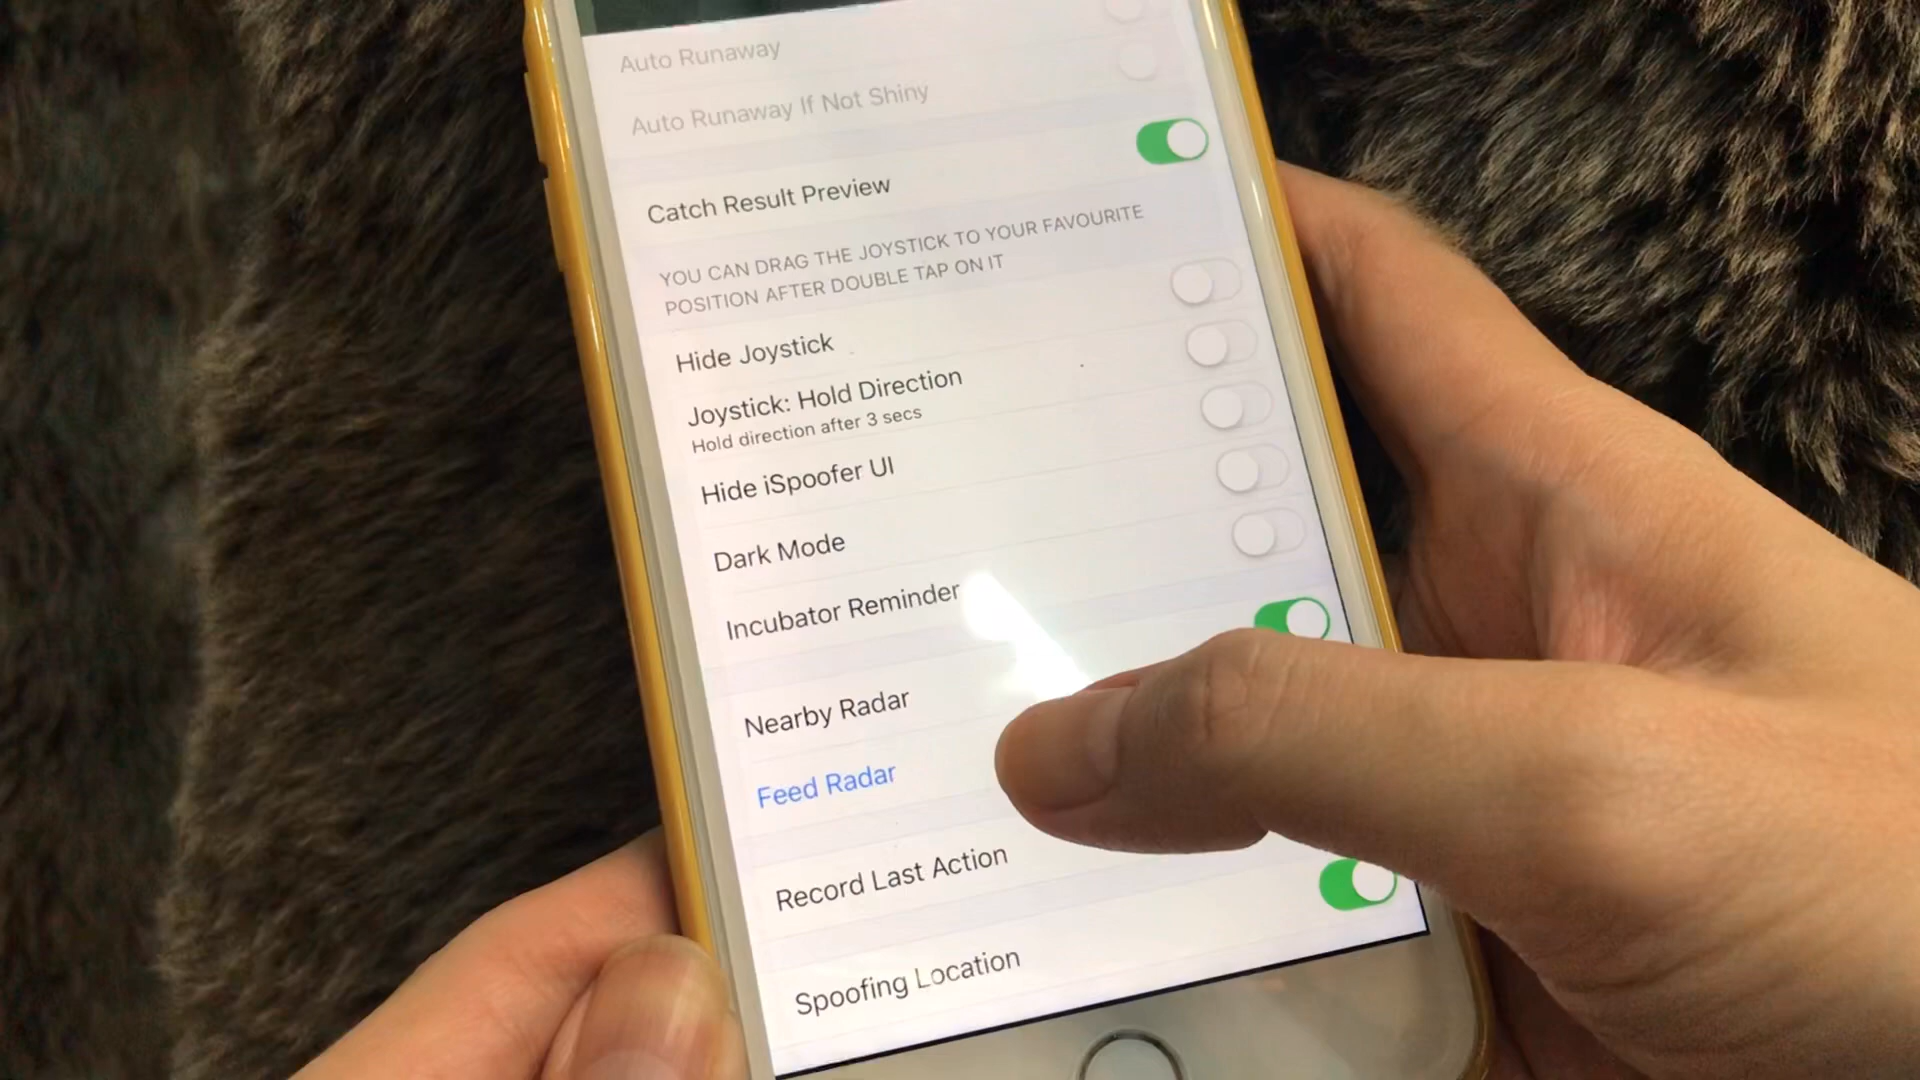 Auto Runaway
Auto Runaway If Not Shiny
Catch Result Preview
YOU CAN DRAG THE JOYSTICK TO YOUR FAVOURITE
POSITION AFTER DOUBLE TAP ON IT
Hide Joystick
Joystick: Hold Direction
Hold direction after 3 secs
Hide iSpoofer UI
Dark Mode
Incubator Reminder
Nearby Radar
Feed Radar
Record Last Action
Spoofing Location